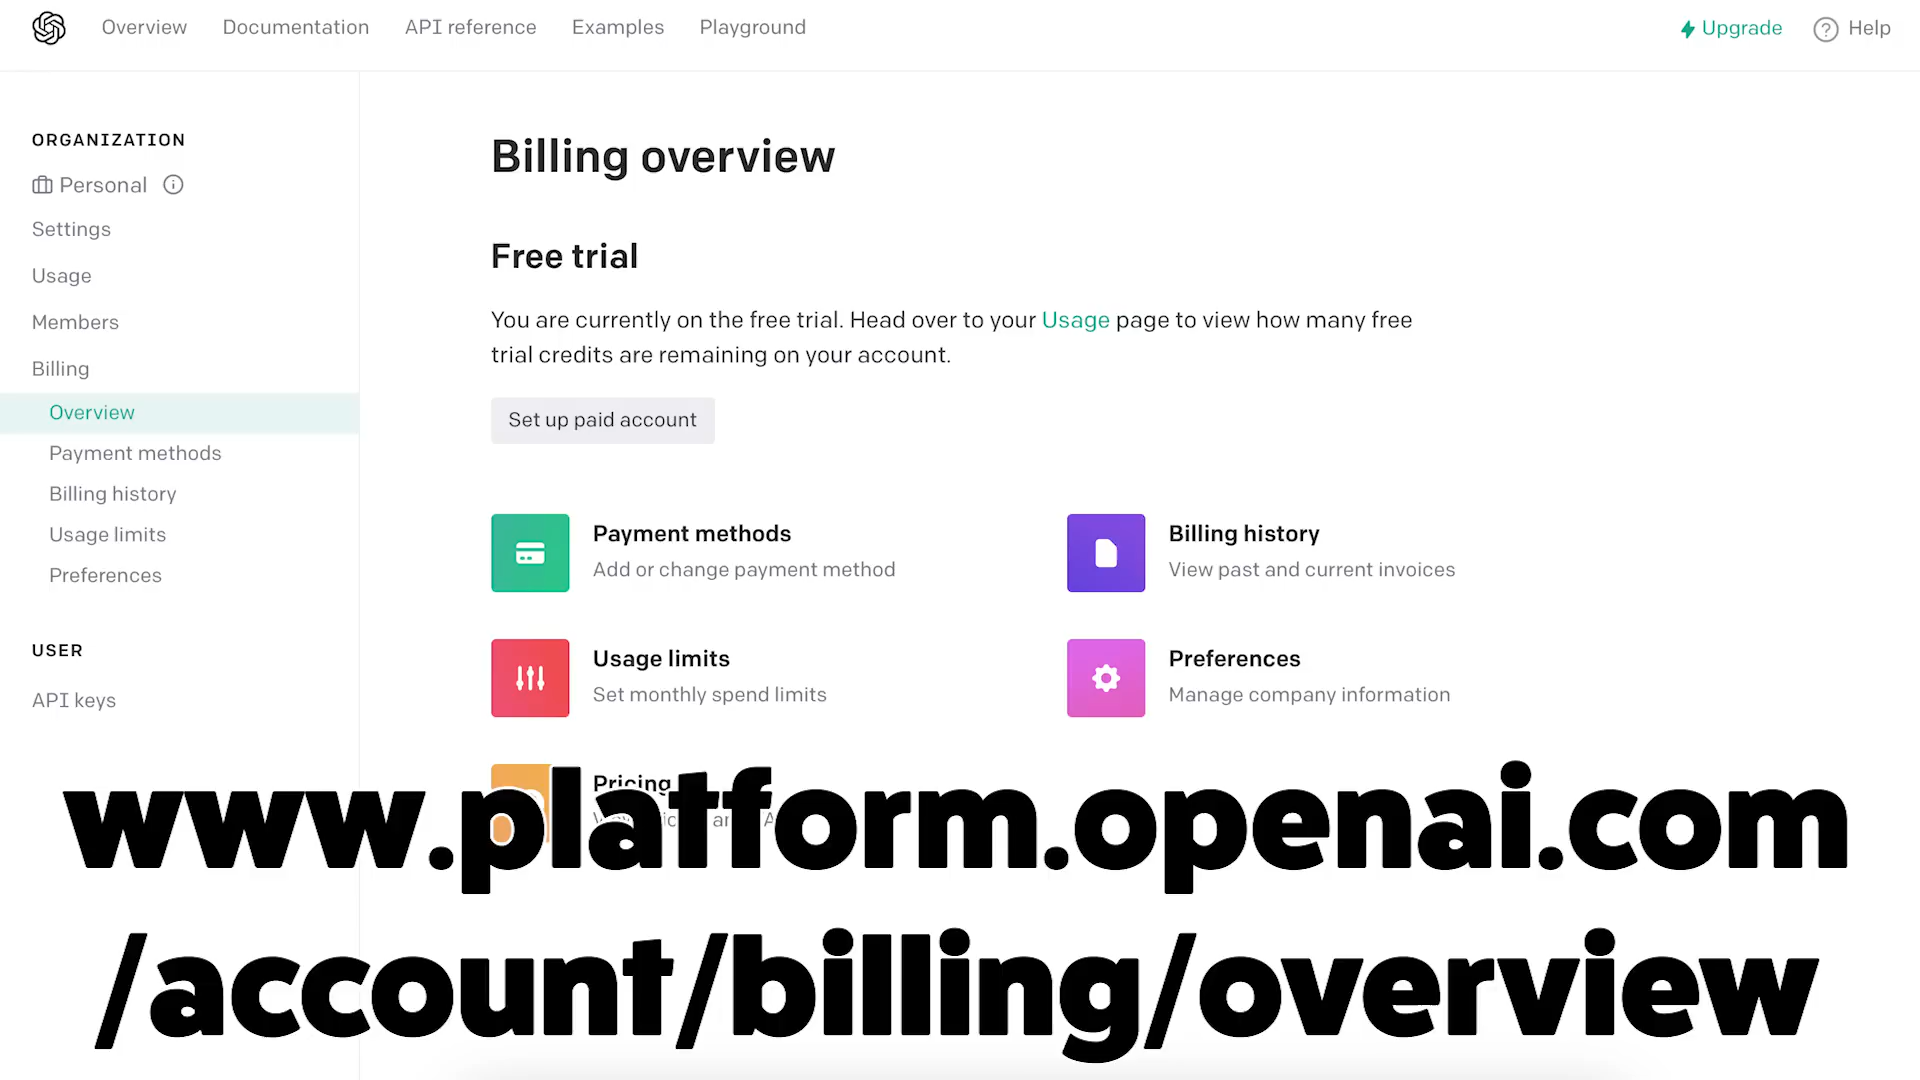 Overview
Documentation
API reference
Examples
Playground
Upgrade
Help
ORGANIZATION
Personal
Settings
Usage
Members
Billing
Overview
Payment methods
Billing history
Usage limits
Preferences
USER
API keys
Billing overview
Free trial
You are currently on the free trial. Head over to your Usage page to view how many free
trial credits are remaining on your account.
Set up paid account
Payment methods
Add or change payment method
Billing history
View past and current invoices
Usage limits
Set monthly spend limits
Preferences
Manage company information
Pricing
www.platform.openai.com
/account/billing/overview